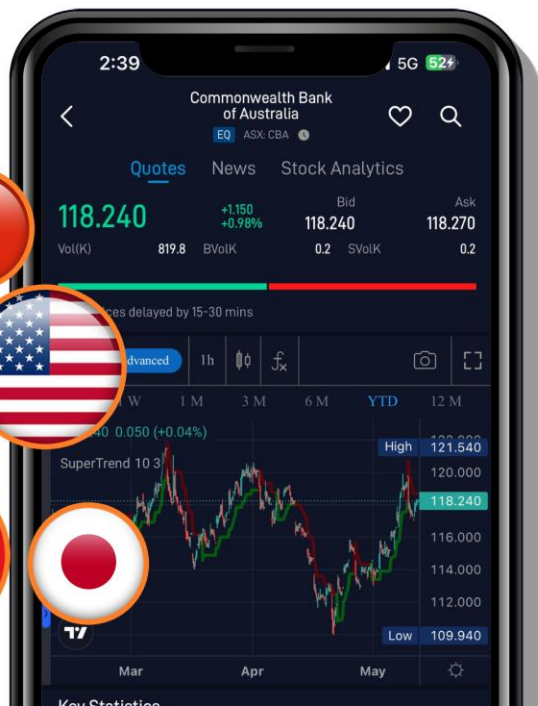 2:39 5G 52
Commonwealth Bank
of Australia
EQ ASX: CBA
Quotes News Stock Analytics
118.240 +1.150 Bid Ask
+0.98% 118.240 118.270
Vol(K) 819.8 BVolK 0.2 SVolK 0.2
delayed by 15-30 mins
1h fx
W 1 M 3 M 6 M YTD 12 M
0.050 (+0.04%)
High 121.540
SuperTrend 10 3 120.000
118.240
116.000
114.000
112.000
Low 109.940
Mar Apr May
Key Statistics